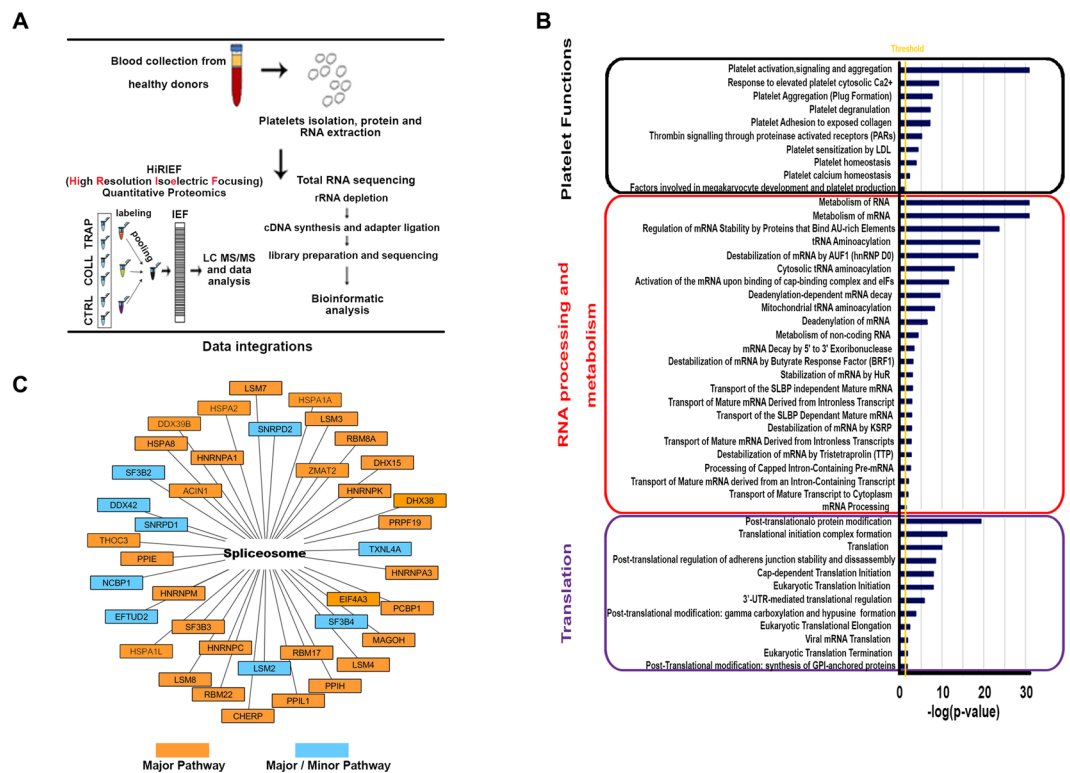 A
Blood collection from
healthy donors
Platelets isolation, protein and
RNA extraction
HiRIEF
(High Resolution Isoelectric Focusing)
Quantitative Proteomics
labeling
IEF
pooling
TRAP
COLL
CTRL
LC MS/MS
and data
analysis
Total RNA sequencing
rRNA depletion
cDNA synthesis and adapter ligation
library preparation and sequencing
Bioinformatic
analysis
Data integrations
B
Threshold
Platelet Functions
Platelet activation,signaling and aggregation
Response to elevated platelet cytosolic Ca2+
Platelet Aggregation (Plug Formation)
Platelet degranulation
Platelet Adhesion to exposed collagen
Thrombin signalling through proteinase activated receptors (PARs)
Platelet sensitization by LDL
Platelet homeostasis
Platelet calcium homeostasis
Factors involved in megakaryocyte development and platelet production
RNA processing and
metabolism
Metabolism of RNA
Metabolism of mRNA
Regulation of mRNA Stability by Proteins that Bind AU-rich Elements
tRNA Aminoacylation
Destabilization of mRNA by AUF1 (hnRNP D0)
Cytosolic tRNA aminoacylation
Activation of the mRNA upon binding of cap-binding complex and eIFs
Deadenylation-dependent mRNA decay
Mitochondrial tRNA aminoacylation
Deadenylation of mRNA
Metabolism of non-coding RNA
mRNA Decay by 5' to 3' Exoribonuclease
Destabilization of mRNA by Butyrate Response Factor (BRF1)
Stabilization of mRNA by HuR
Transport of the SLBP independent Mature mRNA
Transport of Mature mRNA Derived from Intronless Transcript
Transport of the SLBP Dependant Mature mRNA
Destabilization of mRNA by KSRP
Transport of Mature mRNA Derived from Intronless Transcripts
Destabilization of mRNA by Tristetraprolin (TTP)
Processing of Capped Intron-Containing Pre-mRNA
Transport of Mature mRNA derived from an Intron-Containing Transcript
Transport of Mature Transcript to Cytoplasm
mRNA Processing
Translation
Post-translationalò protein modification
Translational initiation complex formation
Translation
Post-translational regulation of adherens junction stability and dissassembly
Cap-dependent Translation Initiation
Eukaryotic Translation Initiation
3'-UTR-mediated translational regulation
Post-translational modification: gamma carboxylation and hypusine formation
Eukaryotic Translational Elongation
Viral mRNA Translation
Eukaryotic Translation Termination
Post-Translational modification: synthesis of GPI-anchored proteins
0 10 20 30
-log(p-value)
C
LSM7
HSPA1A
HSPA2
LSM3
DDX39B
SNRPD2
RBM8A
HSPA8
HNRNPA1
DHX15
SF3B2
ZMAT2
ACIN1
HNRNPK
DHX38
DDX42
SNRPD1
PRPF19
THOC3
Spliceosome
TXNL4A
PPIE
HNRNPA3
NCBP1
HNRNPM
EIF4A3
PCBP1
EFTUD2
SF3B4
SF3B3
MAGOH
HSPA1L
HNRNPC
RBM17
LSM2
LSM4
LSM8
PPIH
RBM22
PPIL1
CHERP
Major Pathway
Major / Minor Pathway